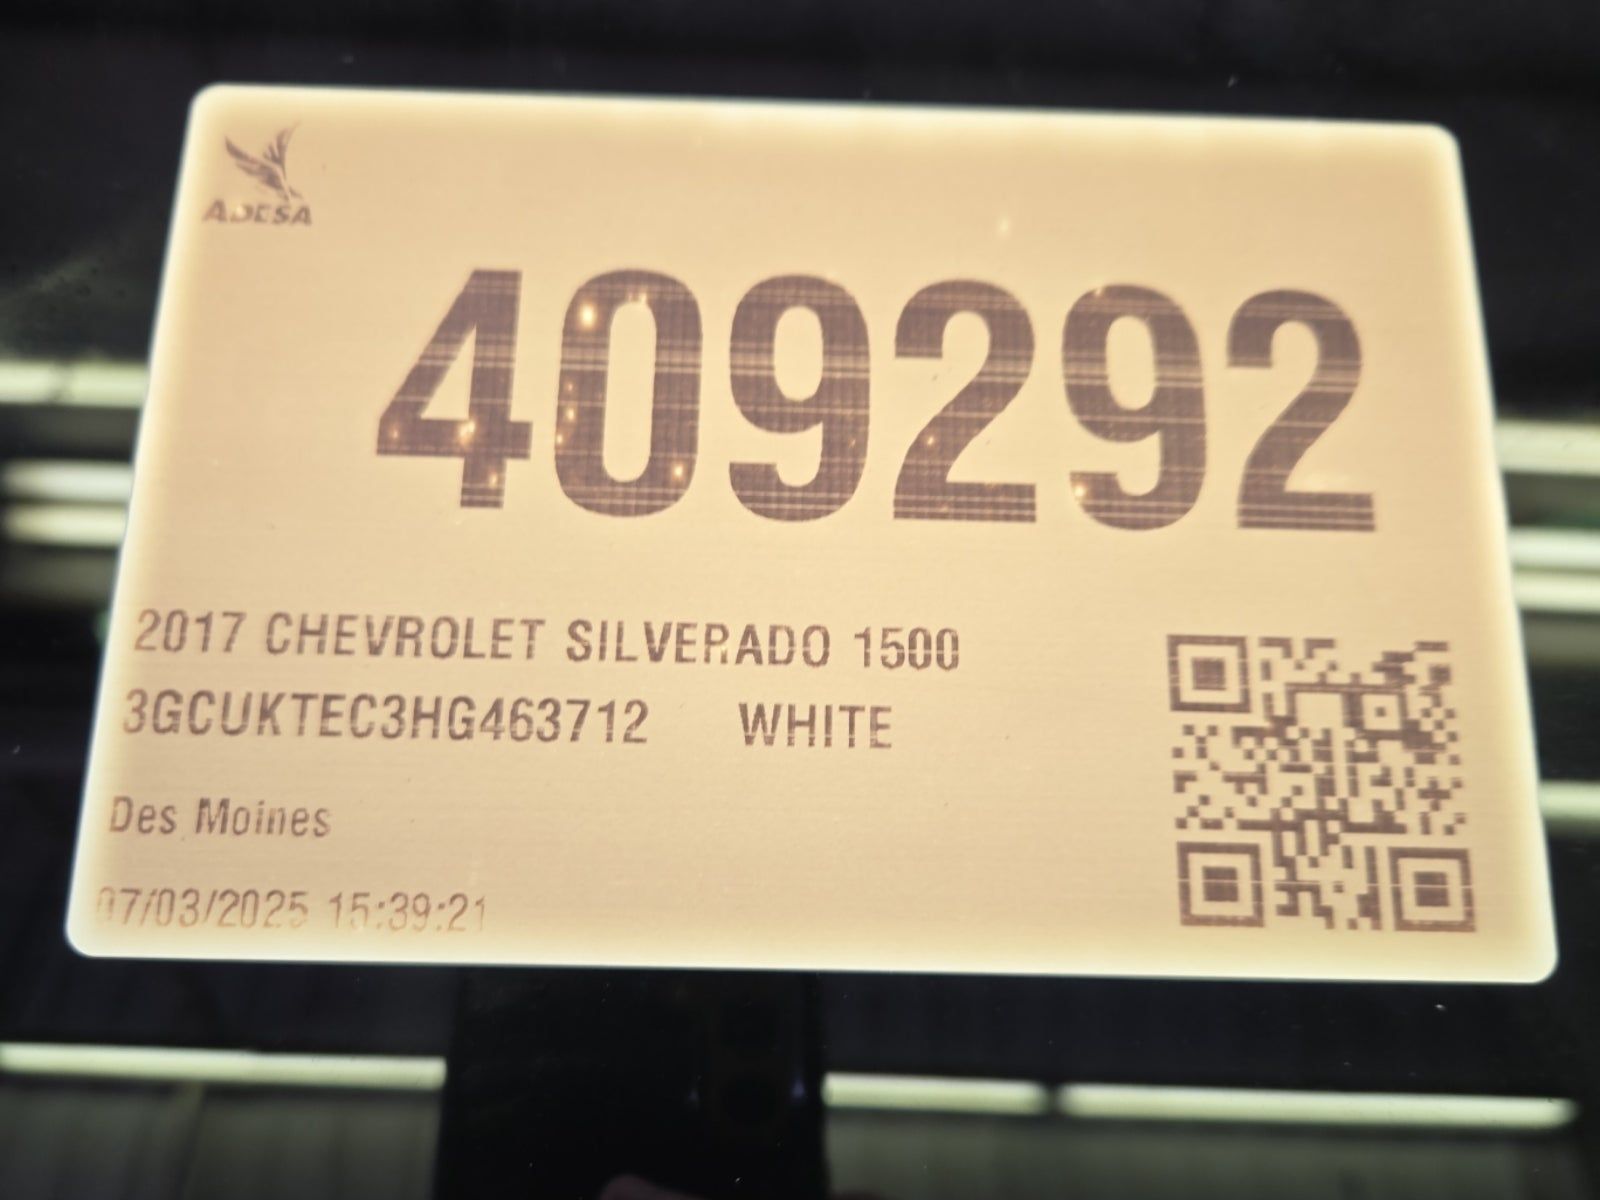 ADESA
409292
2017 CHEVROLET SILVERADO 1500
3GCUKTEC3HG463712 WHITE
Des Moines
07/03/2025 15:39:21